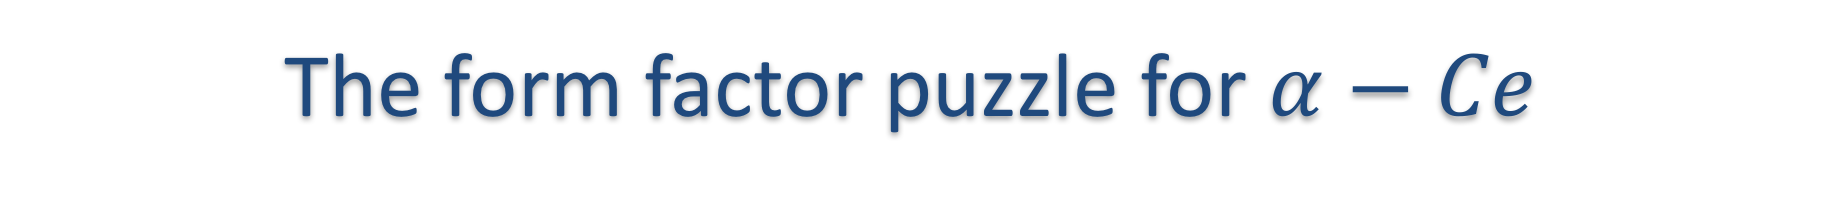 The form factor puzzle for α − Ce